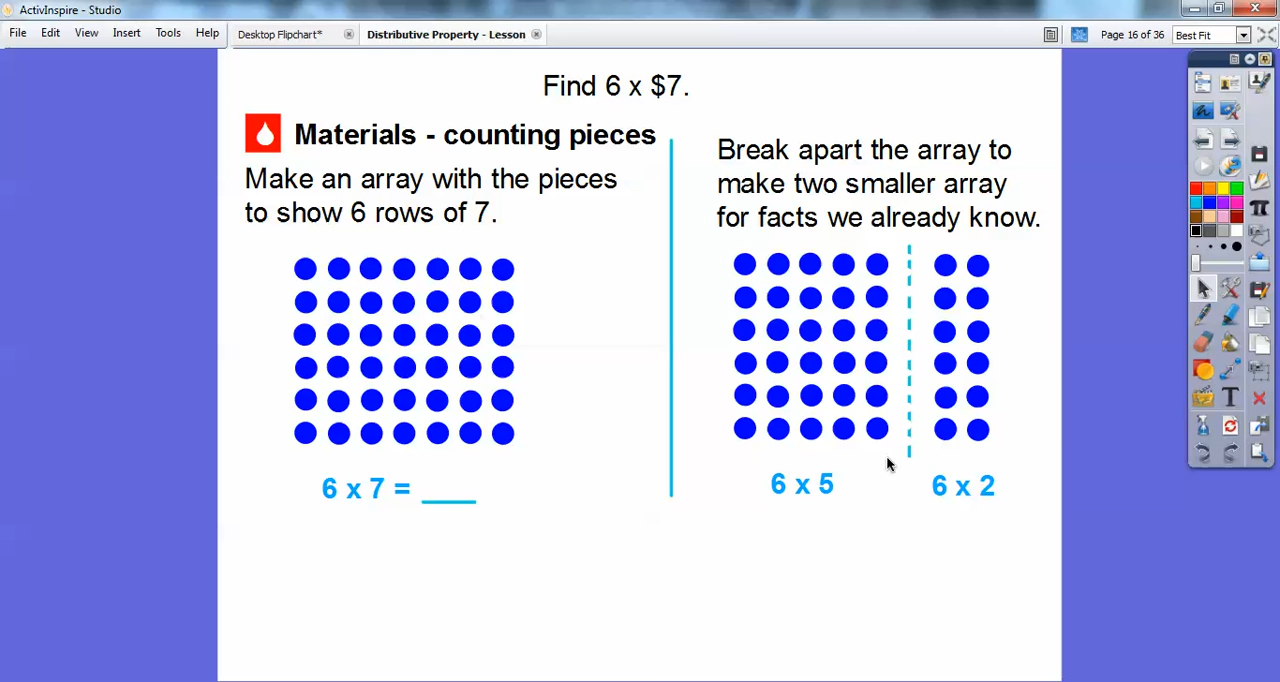 ActivInspire - Studio
File Edit View Insert Tools Help
Desktop Flipchart*
Distributive Property - Lesson
Page 16 of 36
Best Fit
Find 6 x $7.
Materials - counting pieces
Make an array with the pieces
to show 6 rows of 7.
6 x 7 = ____
Break apart the array to
make two smaller array
for facts we already know.
6 x 5
6 x 2